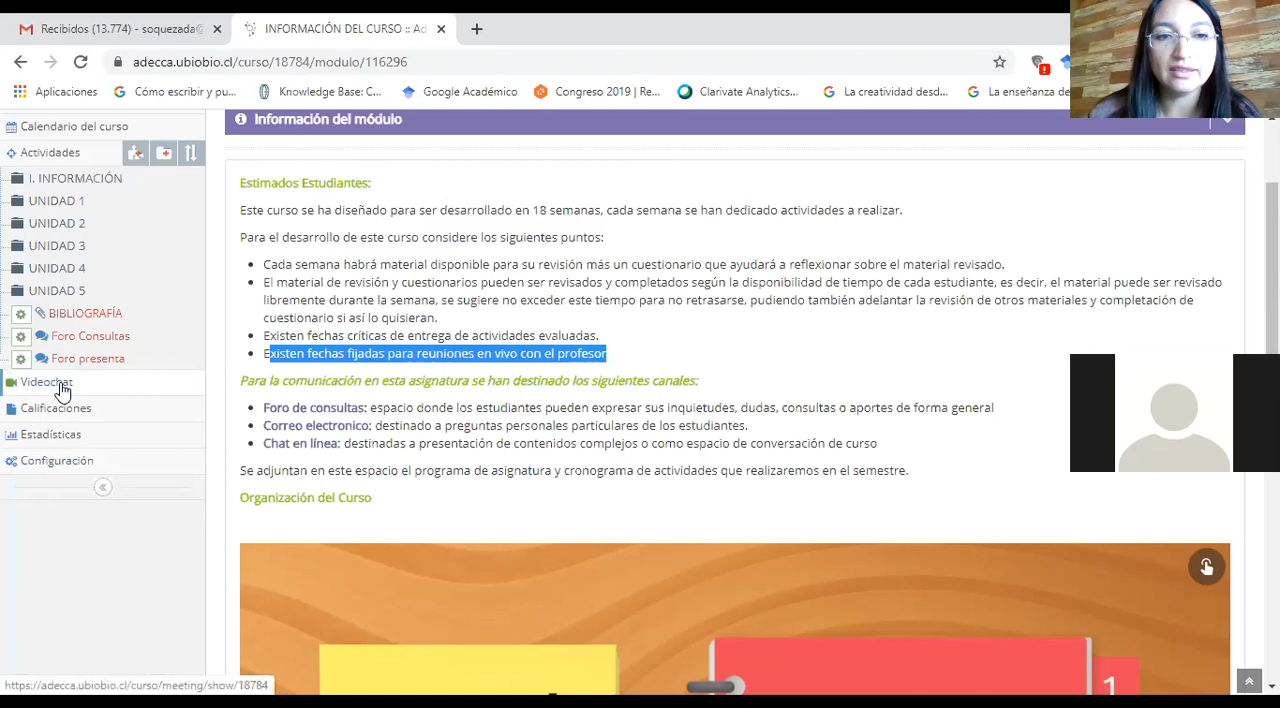 Recibidos (13.774) - soquezada@
INFORMACIÓN DEL CURSO :: Ade
adecca.ubiobio.cl/curso/18784/modulo/116296
Aplicaciones
Cómo escribir y pu...
Knowledge Base: C...
Google Académico
Congreso 2019 | Re...
Clarivate Analytics...
La creatividad desd...
La enseñanza de
Calendario del curso
Actividades
I. INFORMACIÓN
UNIDAD 1
UNIDAD 2
UNIDAD 3
UNIDAD 4
UNIDAD 5
BIBLIOGRAFÍA
Foro Consultas
Foro presenta
Videochat
Calificaciones
Estadísticas
Configuración
Información del módulo
Estimados Estudiantes:
Este curso se ha diseñado para ser desarrollado en 18 semanas, cada semana se han dedicado actividades a realizar.
Para el desarrollo de este curso considere los siguientes puntos:
Cada semana habrá material disponible para su revisión más un cuestionario que ayudará a reflexionar sobre el material revisado.
El material de revisión y cuestionarios pueden ser revisados y completados según la disponibilidad de tiempo de cada estudiante, es decir, el material puede ser revisado
libremente durante la semana, se sugiere no exceder este tiempo para no retrasarse, pudiendo también adelantar la revisión de otros materiales y completación de
cuestionario si así lo quisieran.
Existen fechas críticas de entrega de actividades evaluadas.
Existen fechas fijadas para reuniones en vivo con el profesor
Para la comunicación en esta asignatura se han destinado los siguientes canales:
Foro de consultas: espacio donde los estudiantes pueden expresar sus inquietudes, dudas, consultas o aportes de forma general
Correo electronico: destinado a preguntas personales particulares de los estudiantes.
Chat en línea: destinadas a presentación de contenidos complejos o como espacio de conversación de curso
Se adjuntan en este espacio el programa de asignatura y cronograma de actividades que realizaremos en el semestre.
Organización del Curso
1
https://adecca.ubiobio.cl/curso/meeting/show/18784